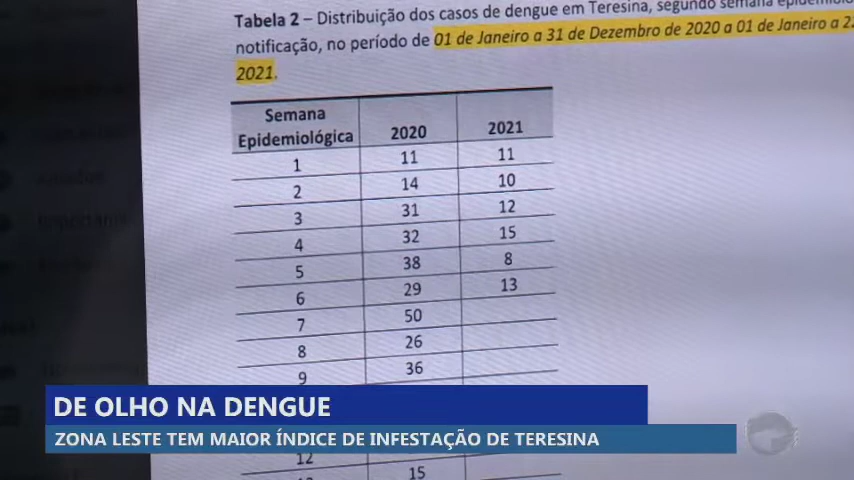 Tabela 2 – Distribuição dos casos de dengue em Teresina, segundo semana
notificação, no período de 01 de Janeiro a 31 de Dezembro de 2020 a 01 de Janeiro a
2021.
Semana Epidemiológica 2020 2021
1 11 11
2 14 10
3 31 12
4 32 15
5 38 8
6 29 13
7 50
8 26
9 36
DE OLHO NA DENGUE
ZONA LESTE TEM MAIOR ÍNDICE DE INFESTAÇÃO DE TERESINA
12
15